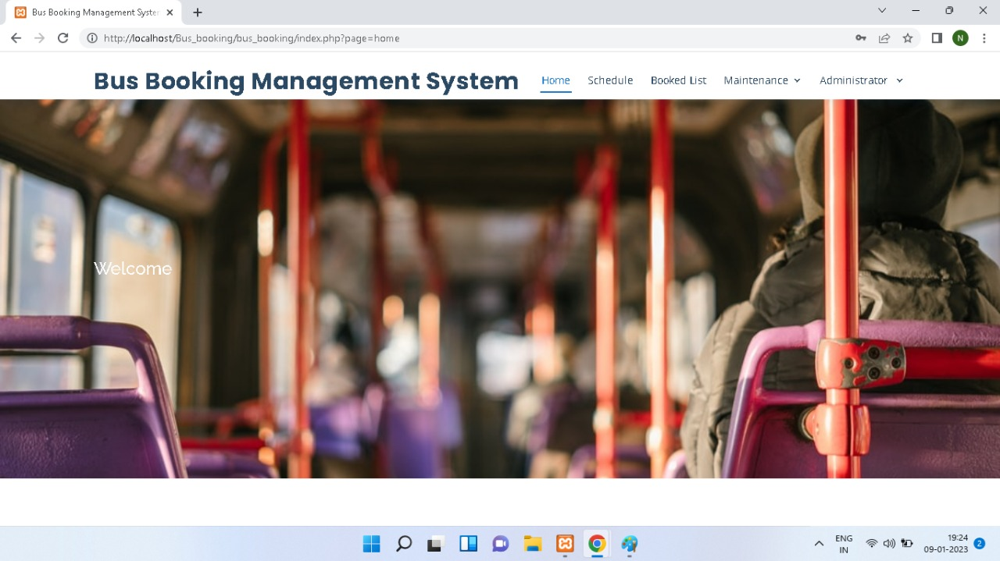 Bus Booking Management Syster
http://localhost/Bus_booking/bus_booking/index.php?page=home
N
Bus Booking Management System
Home Schedule Booked List Maintenance Administrator
Welcome
ENG
IN
19:24
09-01-2023
2